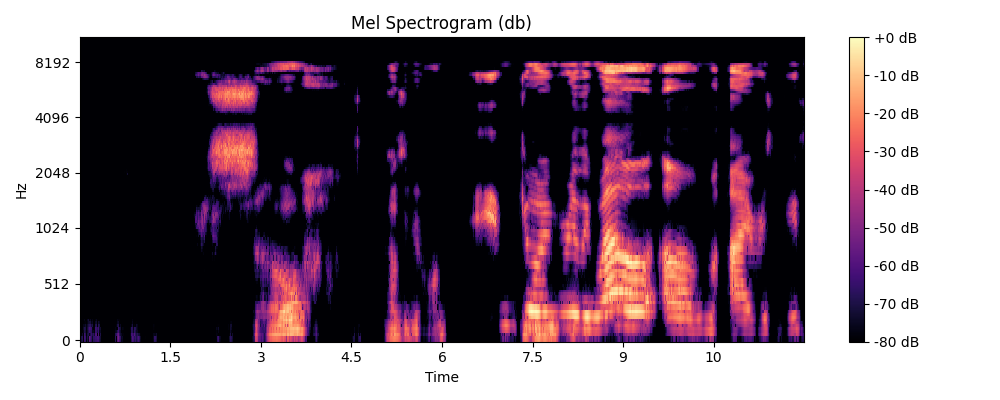 Mel Spectrogram (db)
8192
4096
2048
1024
512
0
Hz
0 1.5 3 4.5 6 7.5 9 10
Time
+0 dB
-10 dB
-20 dB
-30 dB
-40 dB
-50 dB
-60 dB
-70 dB
-80 dB